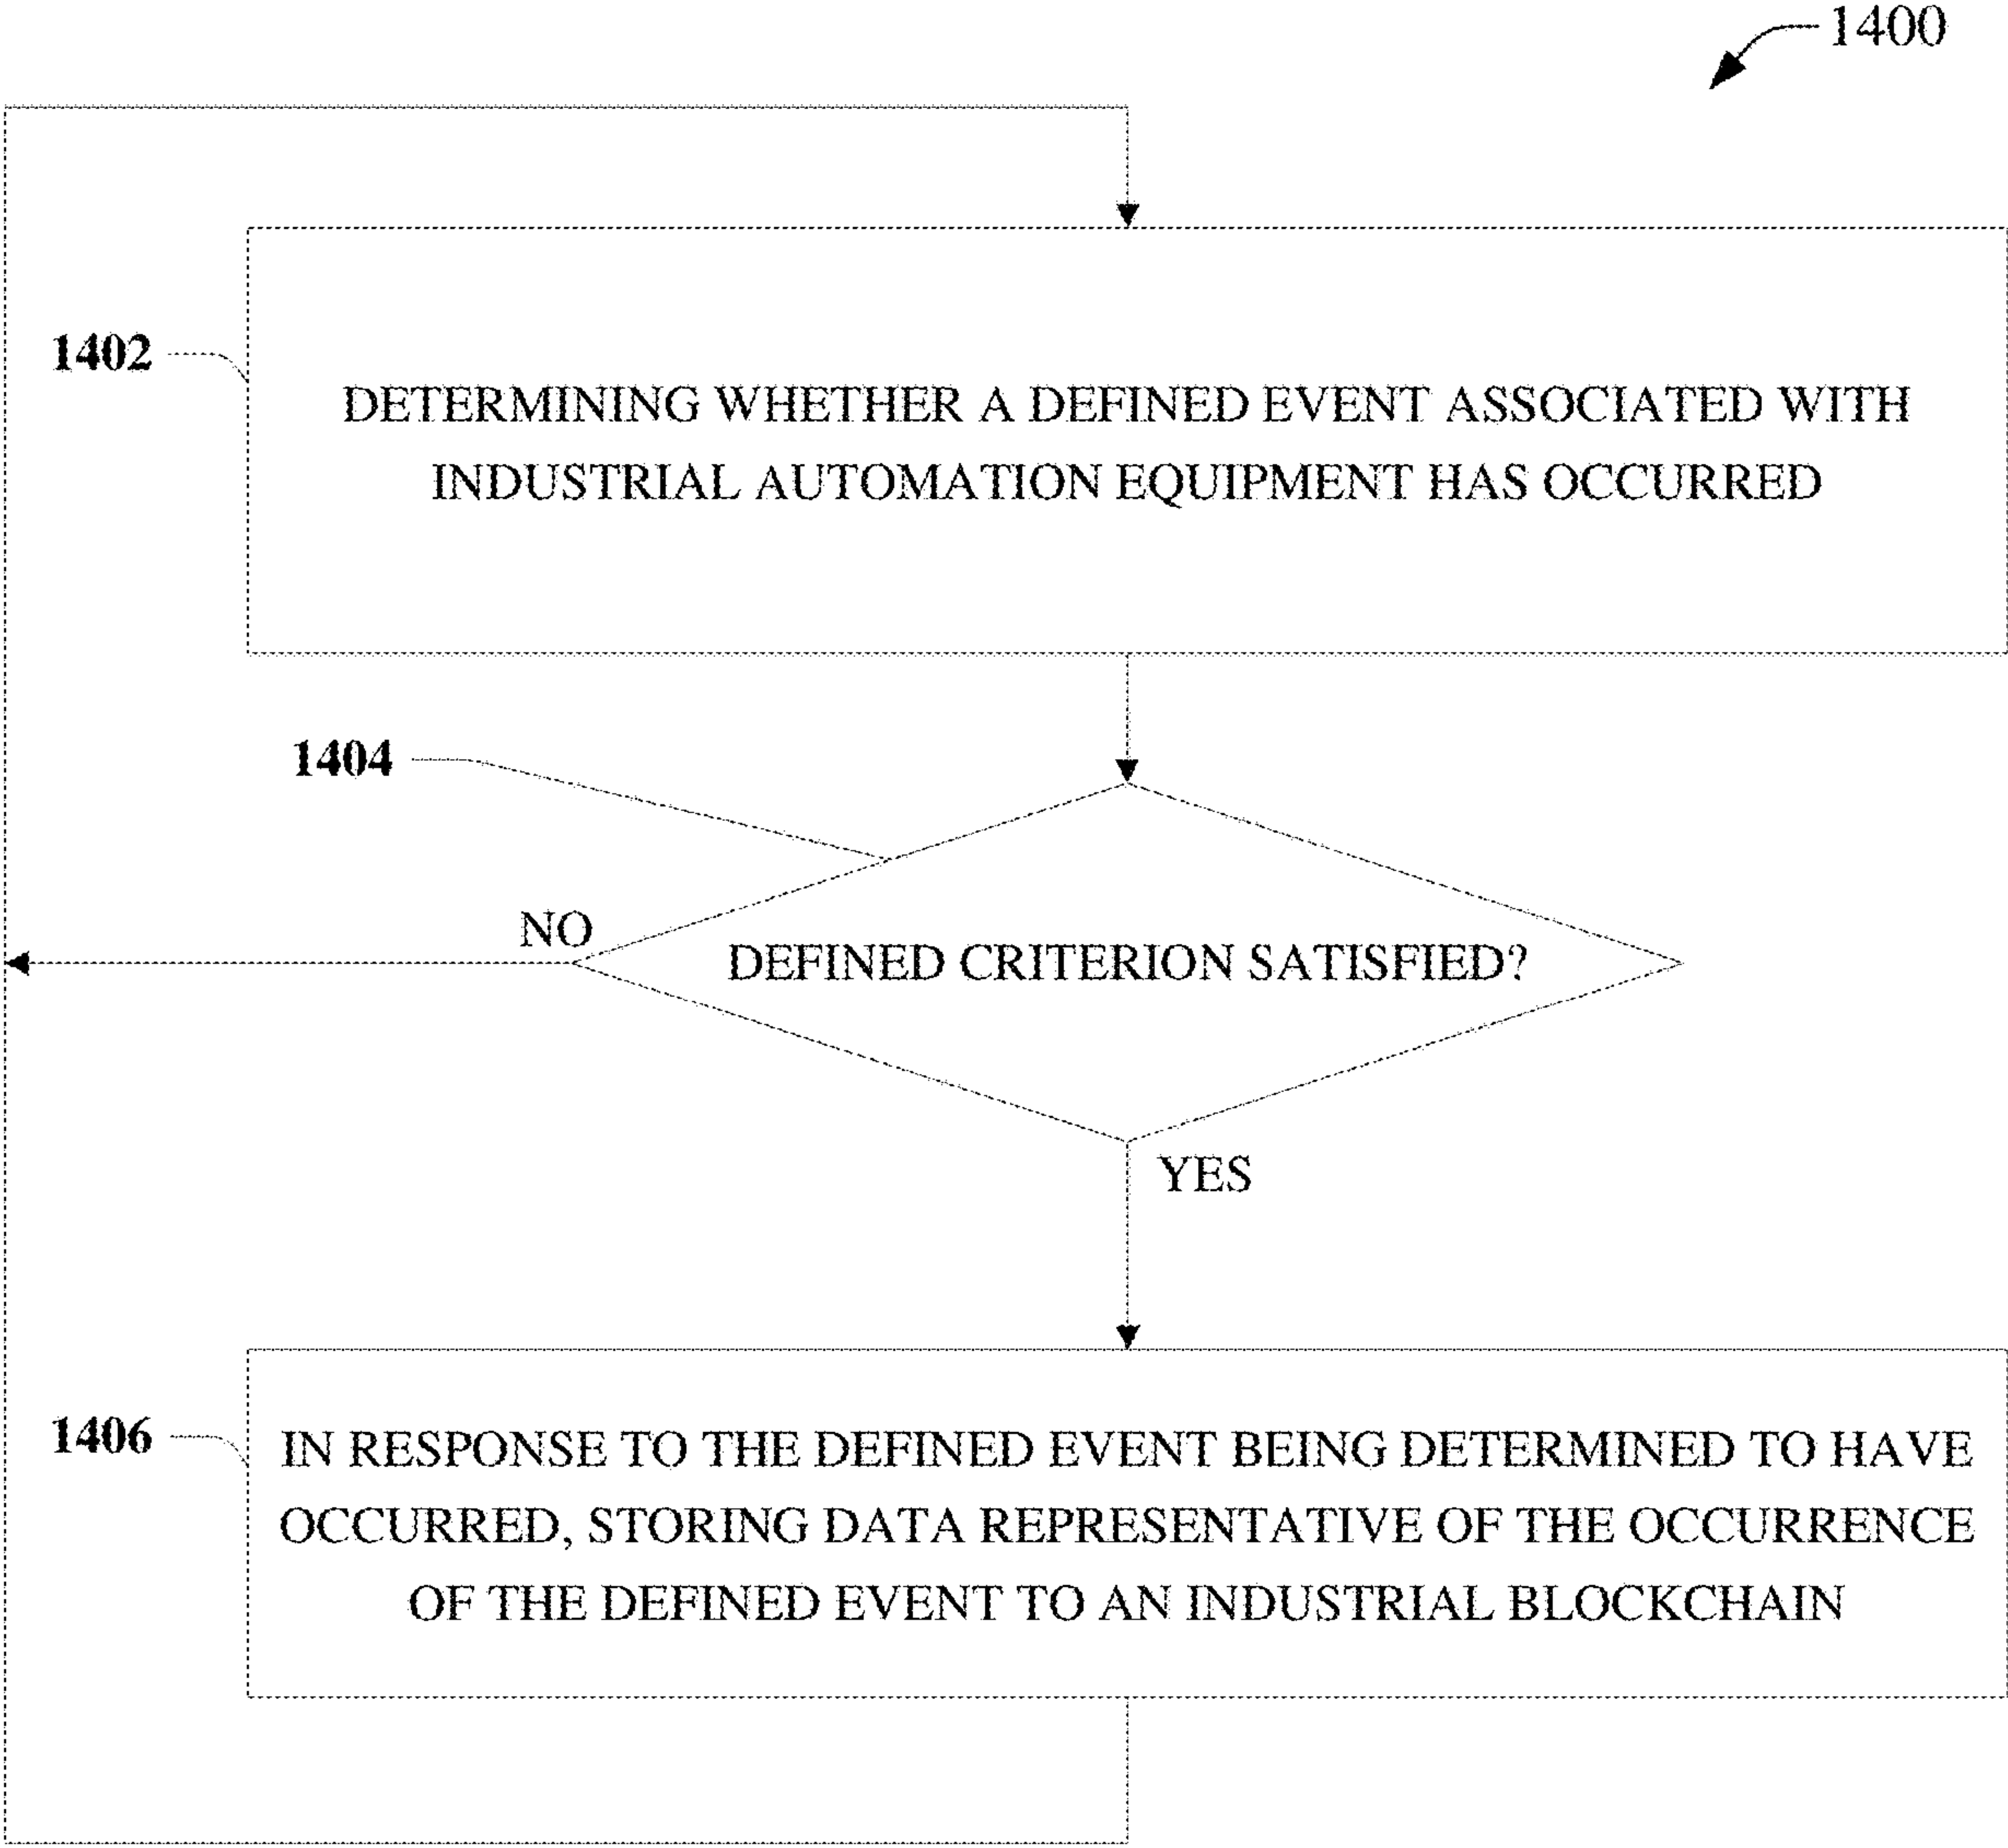 1400
1402
DETERMINING WHETHER A DEFINED EVENT ASSOCIATED WITH
INDUSTRIAL AUTOMATION EQUIPMENT HAS OCCURRED
1404
NO
DEFINED CRITERION SATISFIED?
YES
1406
IN RESPONSE TO THE DEFINED EVENT BEING DETERMINED TO HAVE
OCCURRED, STORING DATA REPRESENTATIVE OF THE OCCURRENCE
OF THE DEFINED EVENT TO AN INDUSTRIAL BLOCKCHAIN